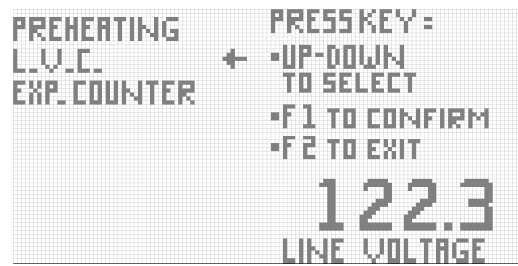 PREHEATING
L.V.C. ←
EXP. COUNTER
PRESS KEY:
▪UP-DOWN
TO SELECT
▪F1 TO CONFIRM
▪F2 TO EXIT
122.3
LINE VOLTAGE